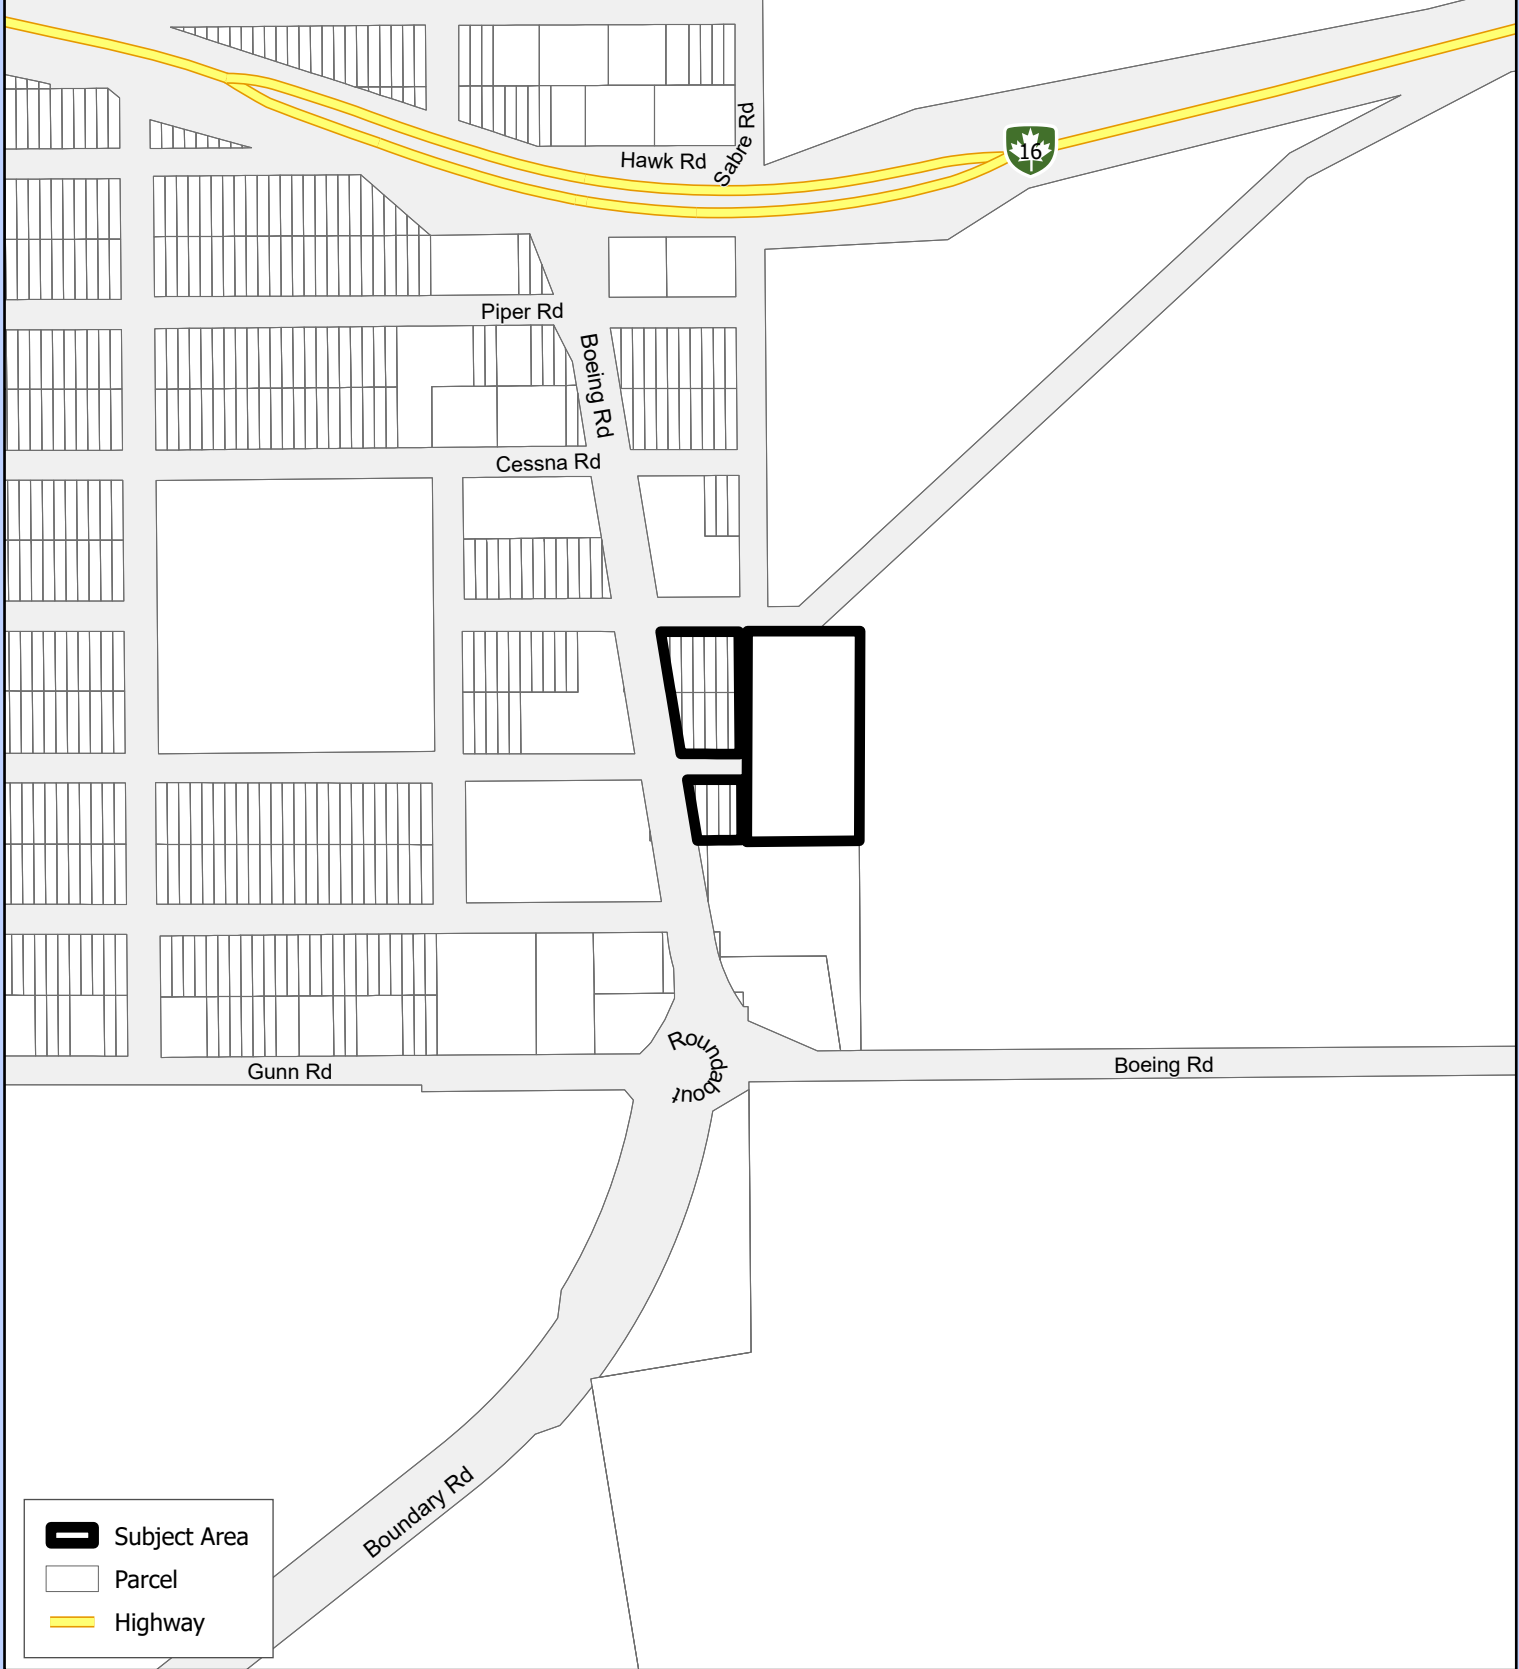 Sabre Rd
Hawk Rd
16
Piper Rd
Boeing Rd
Cessna Rd
Roundabout
Gunn Rd
Boeing Rd
Boundary Rd
Subject Area
Parcel
Highway